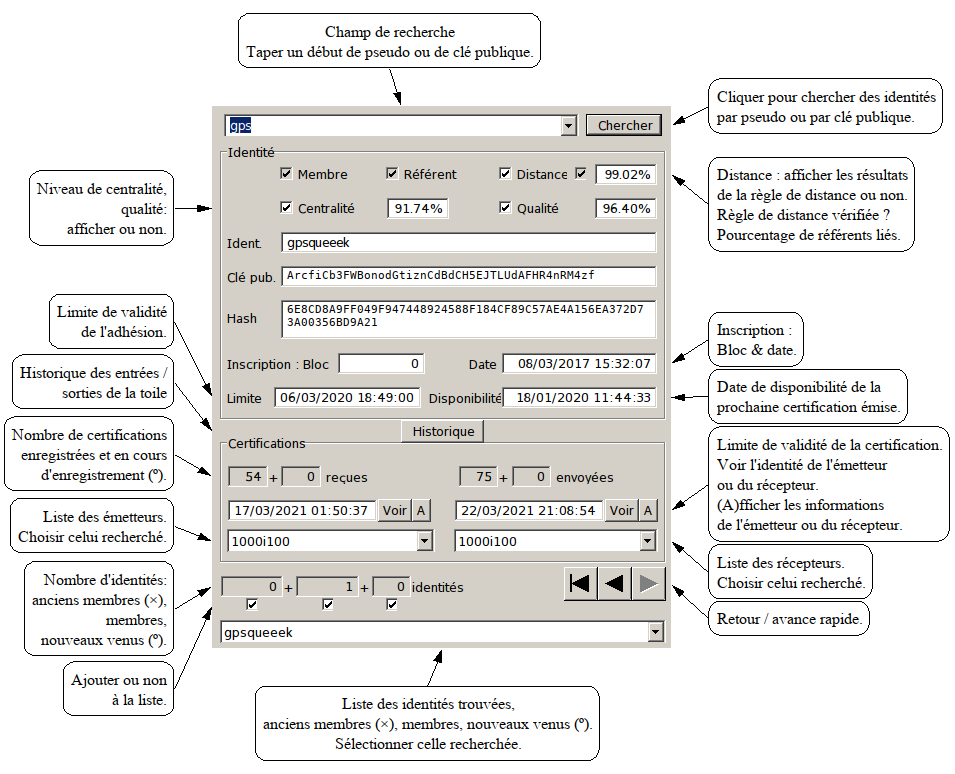 Champ de recherche
Taper un début de pseudo ou de clé publique.
gps
Chercher
Cliquer pour chercher des identités
par pseudo ou par clé publique.
Identité
Membre
Référent
Distance
99.02%
Centralité
91.74%
Qualité
96.40%
Niveau de centralité,
qualité:
afficher ou non.
Distance : afficher les résultats
de la règle de distance ou non.
Règle de distance vérifiée ?
Pourcentage de référents liés.
Ident.
gpsqueeek
Clé pub.
ArcfiCb3FWBonodGtiznCdBdCH5EJTLUdAFHR4nRM4zf
Hash
6E8CD8A9FF049F947448924588F184CF89C57AE4A156EA372D7
3A00356BD9A21
Limite de validité
de l'adhésion.
Inscription : Bloc
0
Date
08/03/2017 15:32:07
Inscription :
Bloc & date.
Limite
06/03/2020 18:49:00
Disponibilité
18/01/2020 11:44:33
Historique des entrées /
sorties de la toile
Date de disponibilité de la
prochaine certification émise.
Historique
Certifications
54 + 0 reçues
75 + 0 envoyées
Nombre de certifications
enregistrées et en cours
d'enregistrement (º).
Limite de validité de la certification.
Voir l'identité de l'émetteur
ou du récepteur.
(A)fficher les informations
de l'émetteur ou du récepteur.
17/03/2021 01:50:37
Voir
A
22/03/2021 21:08:54
Voir
A
1000i100
1000i100
Liste des émetteurs.
Choisir celui recherché.
Liste des récepteurs.
Choisir celui recherché.
Nombre d'identités:
anciens membres (×),
membres,
nouveaux venus (º).
0 + 1 + 0 identités
Retour / avance rapide.
gpsqueeek
Ajouter ou non
à la liste.
Liste des identités trouvées,
anciens membres (×), membres, nouveaux venus (º).
Sélectionner celle recherchée.